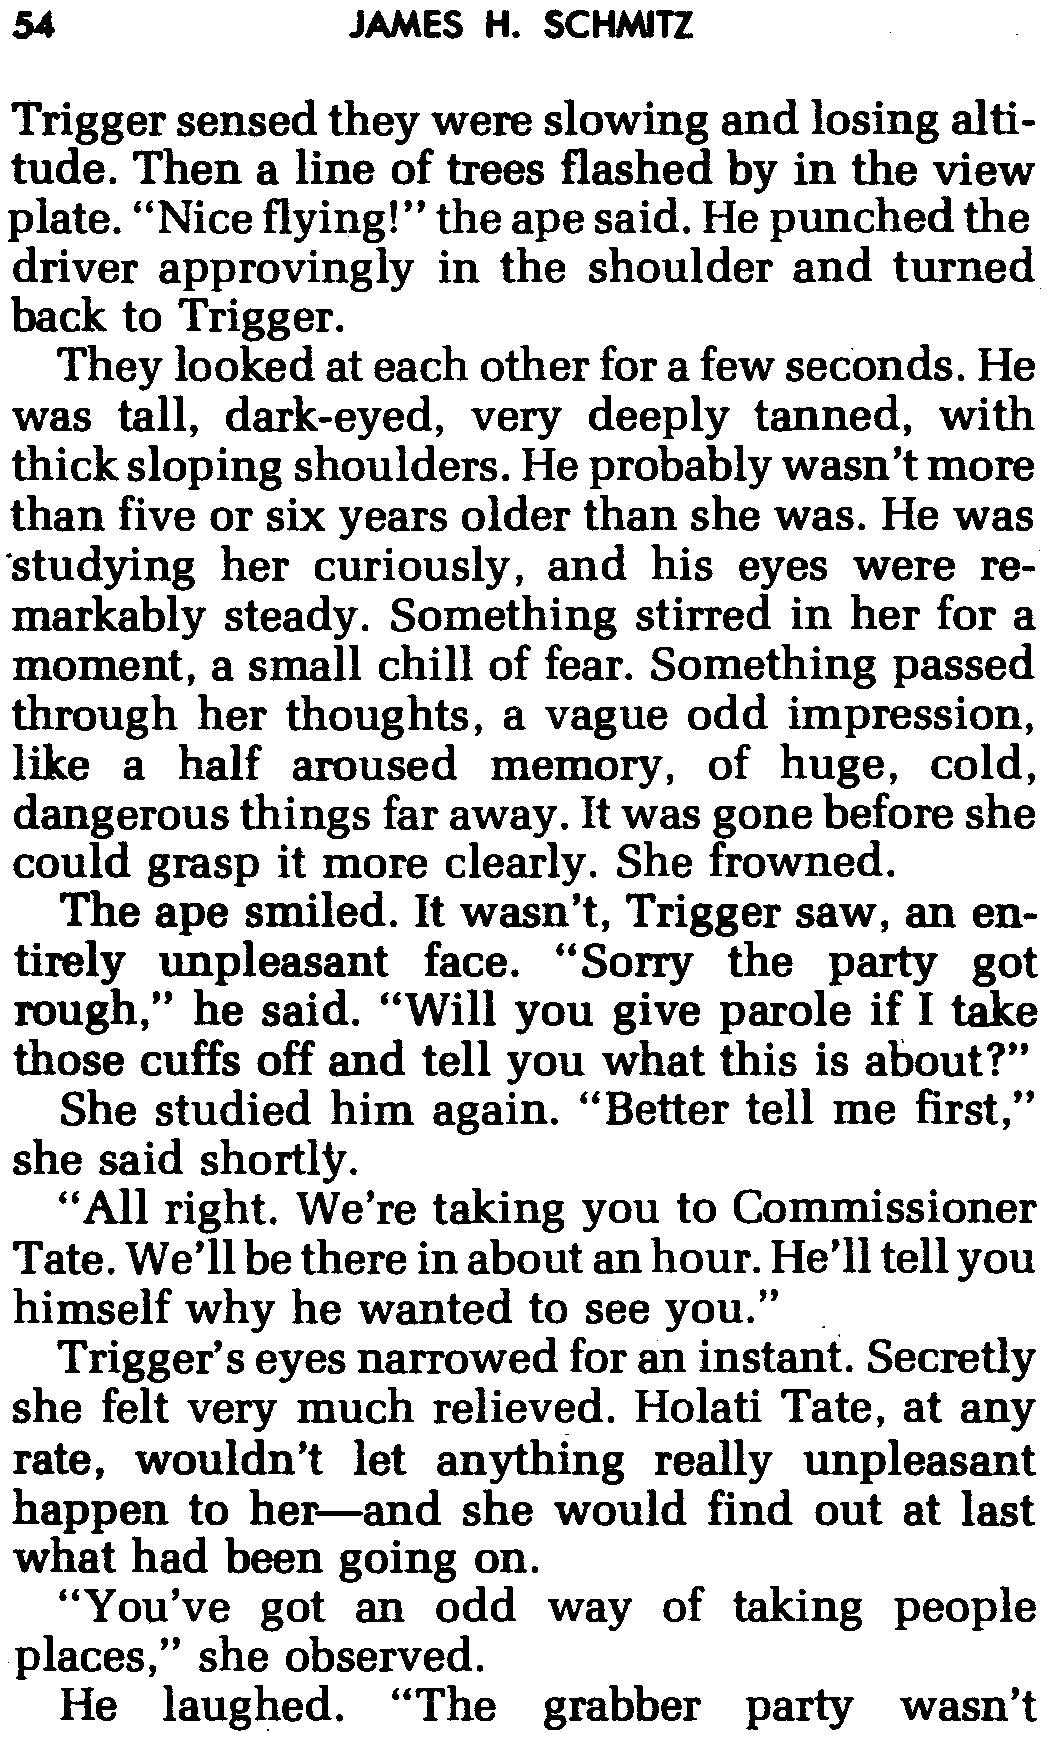 54 JAMES H. SCHMITZ
Trigger sensed they were slowing and losing alti-
tude. Then a line of trees flashed by in the view
plate. “Nice flying!” the ape said. He punched the
driver approvingly in the shoulder and turned
back to Trigger.
They looked at each other for a few seconds. He
was tall, dark-eyed, very deeply tanned, with
thick sloping shoulders. He probably wasn't more
than five or six years older than she was. He was
studying her curiously, and his eyes were re-
markably steady. Something stirred in her for a
moment, a small chill of fear. Something passed
through her thoughts, a vague odd impression,
like a half aroused memory, of huge, cold,
dangerous things far away. It was gone before she
could grasp it more clearly. She frowned.
The ape smiled. It wasn't, Trigger saw, an en-
tirely unpleasant face. “Sorry the party got
rough,” he said. “Will you give parole if I take
those cuffs off and tell you what this is about?”
She studied him again. “Better tell me first,”
she said shortly.
“All right. We're taking you to Commissioner
Tate. We'll be there in about an hour. He'll tell you
himself why he wanted to see you.”
Trigger's eyes narrowed for an instant. Secretly
she felt very much relieved. Holati Tate, at any
rate, wouldn't let anything really unpleasant
happen to her—and she would find out at last
what had been going on.
“You've got an odd way of taking people
places,” she observed.
He laughed. “The grabber party wasn't